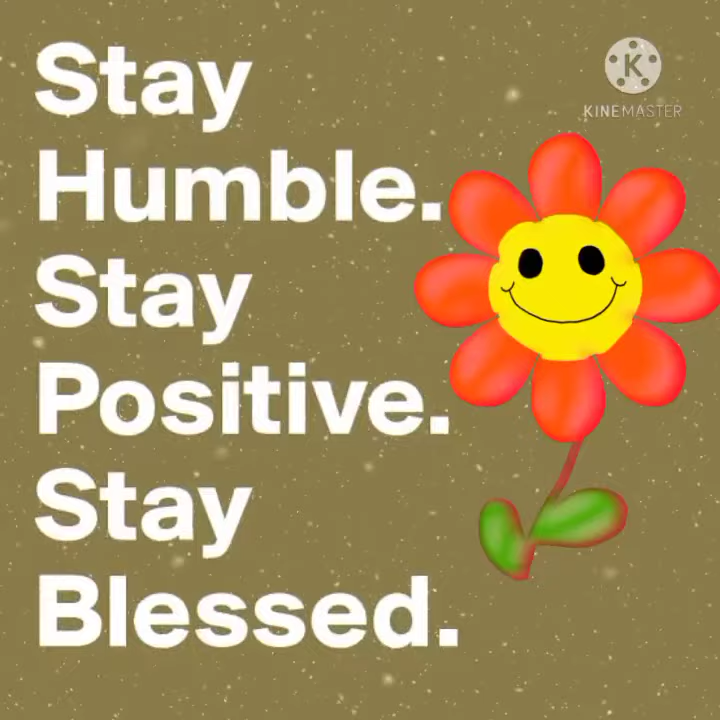 Stay
Humble.
Stay
Positive.
Stay
Blessed.
K
KINEMASTER